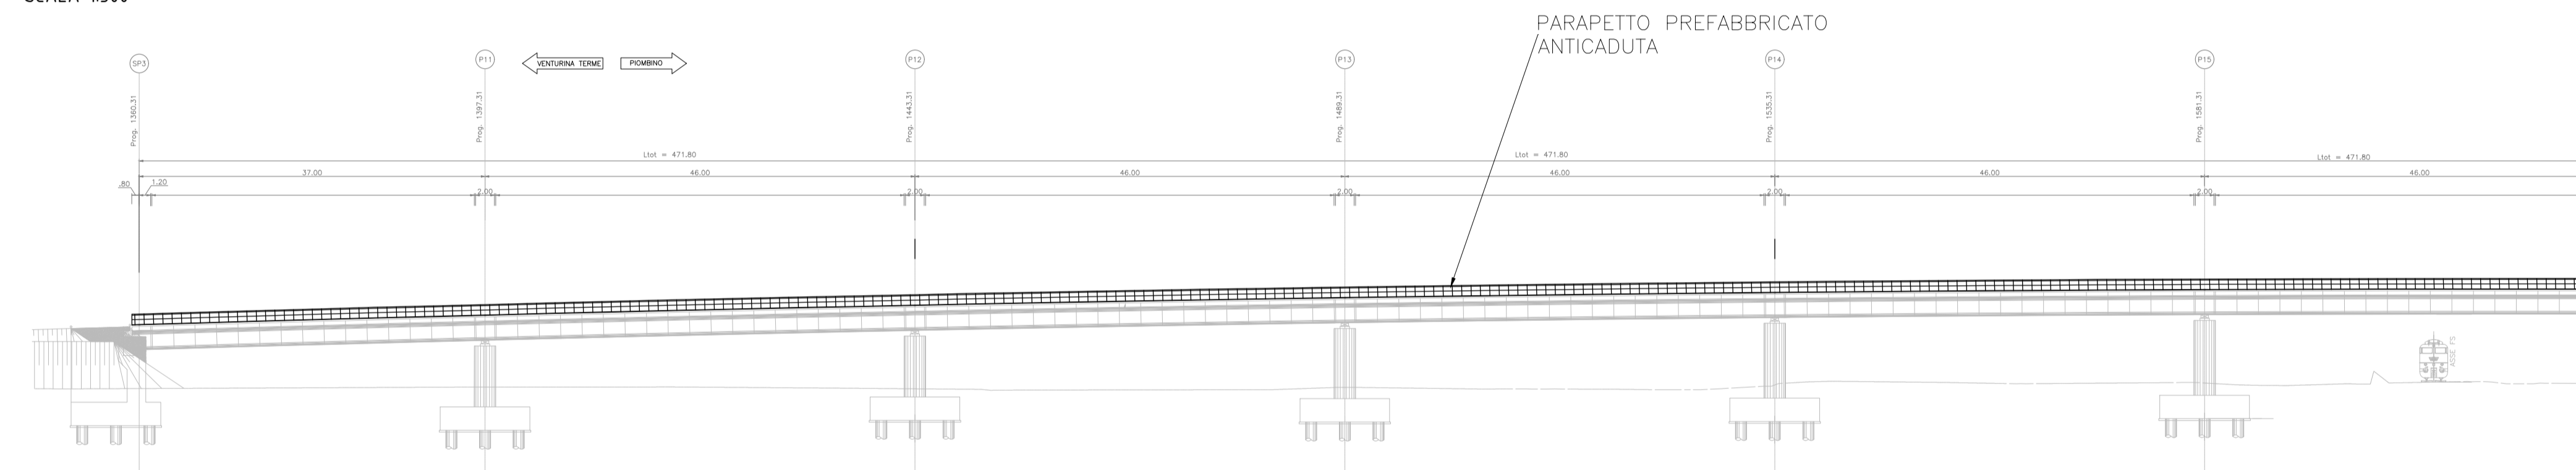 SP3
P11
VENTURINA TERME
PIOMBINO
P12
P13
PARAPETTO PREFABBRICATO
ANTICADUTA
P14
P15
Prog. 1380.31
Prog. 1397.31
Prog. 1443.31
Prog. 1489.31
Prog. 1535.31
Prog. 1581.31
Ltot = 471.80
Ltot = 471.80
Ltot = 471.80
37.00
46.00
46.00
46.00
46.00
46.00
.80
1.20
2.00
2.00
2.00
2.00
2.00
ASSE FS